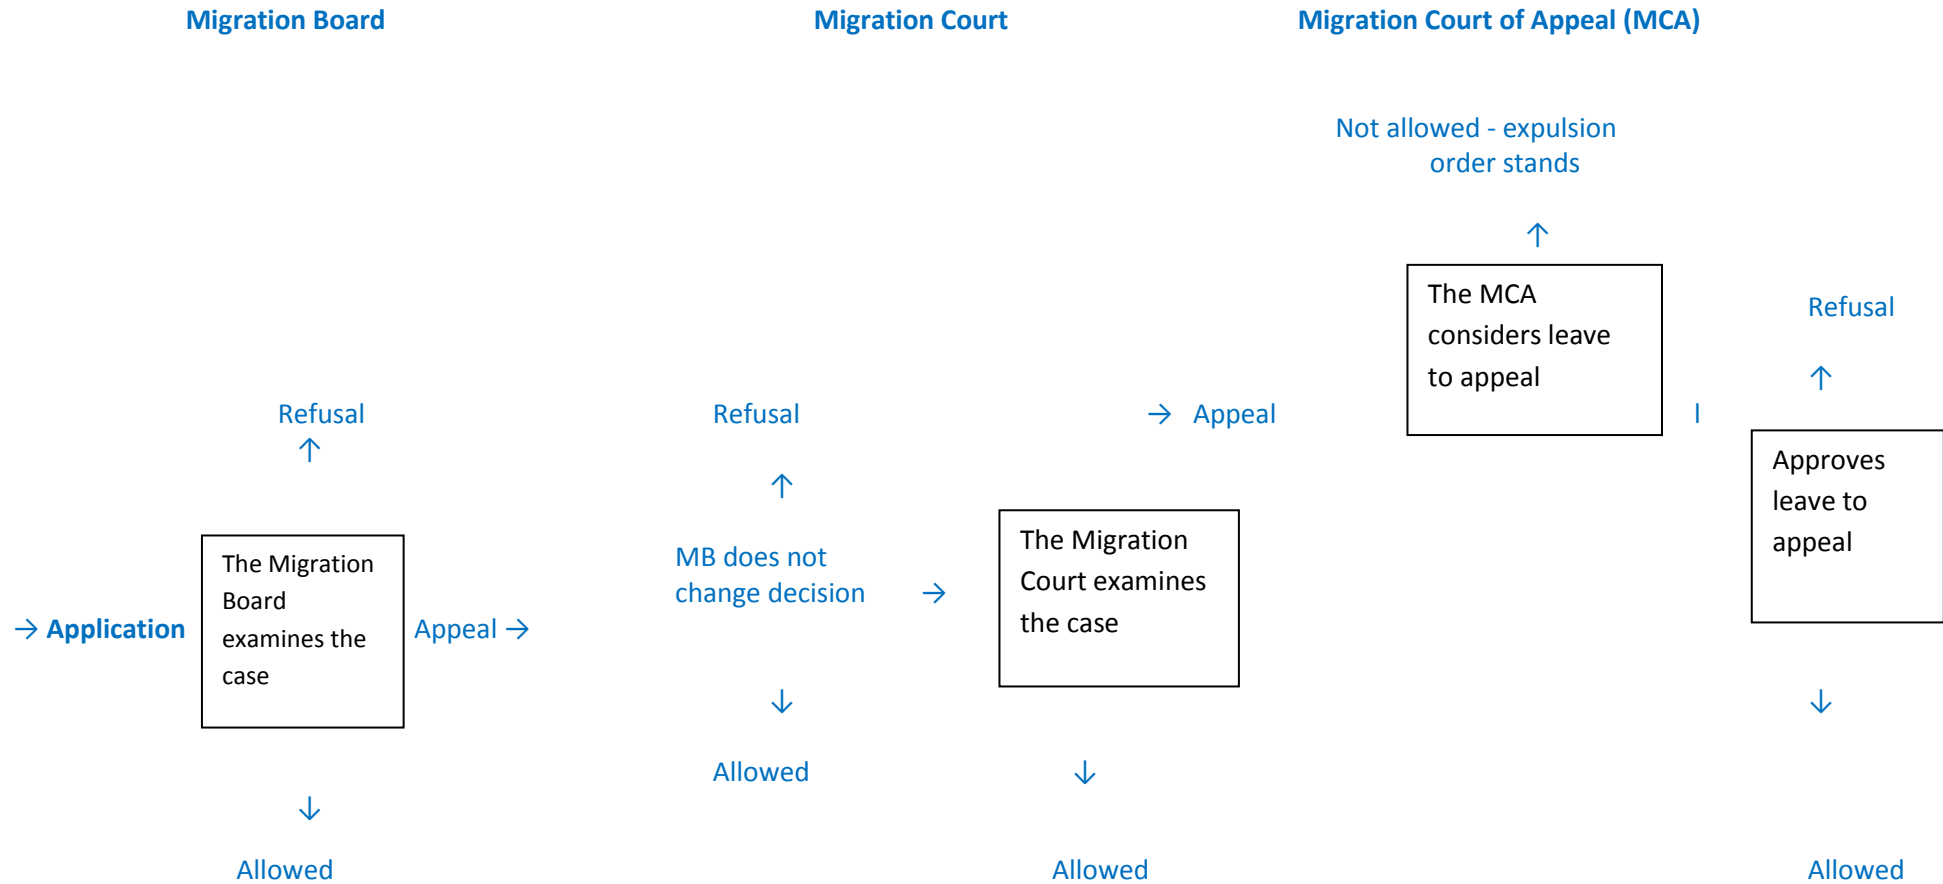 Migration Board
Migration Court
Migration Court of Appeal (MCA)
Not allowed - expulsion
order stands
↑
The MCA
considers leave
to appeal
Refusal
↑
Refusal
↑
Refusal
↑
→ Appeal
l
Approves
leave to
appeal
MB does not
change decision
→
The Migration
Court examines
the case
→ Application
The Migration
Board
examines the
case
Appeal →
↓
Allowed
↓
Allowed
↓
Allowed
↓
Allowed